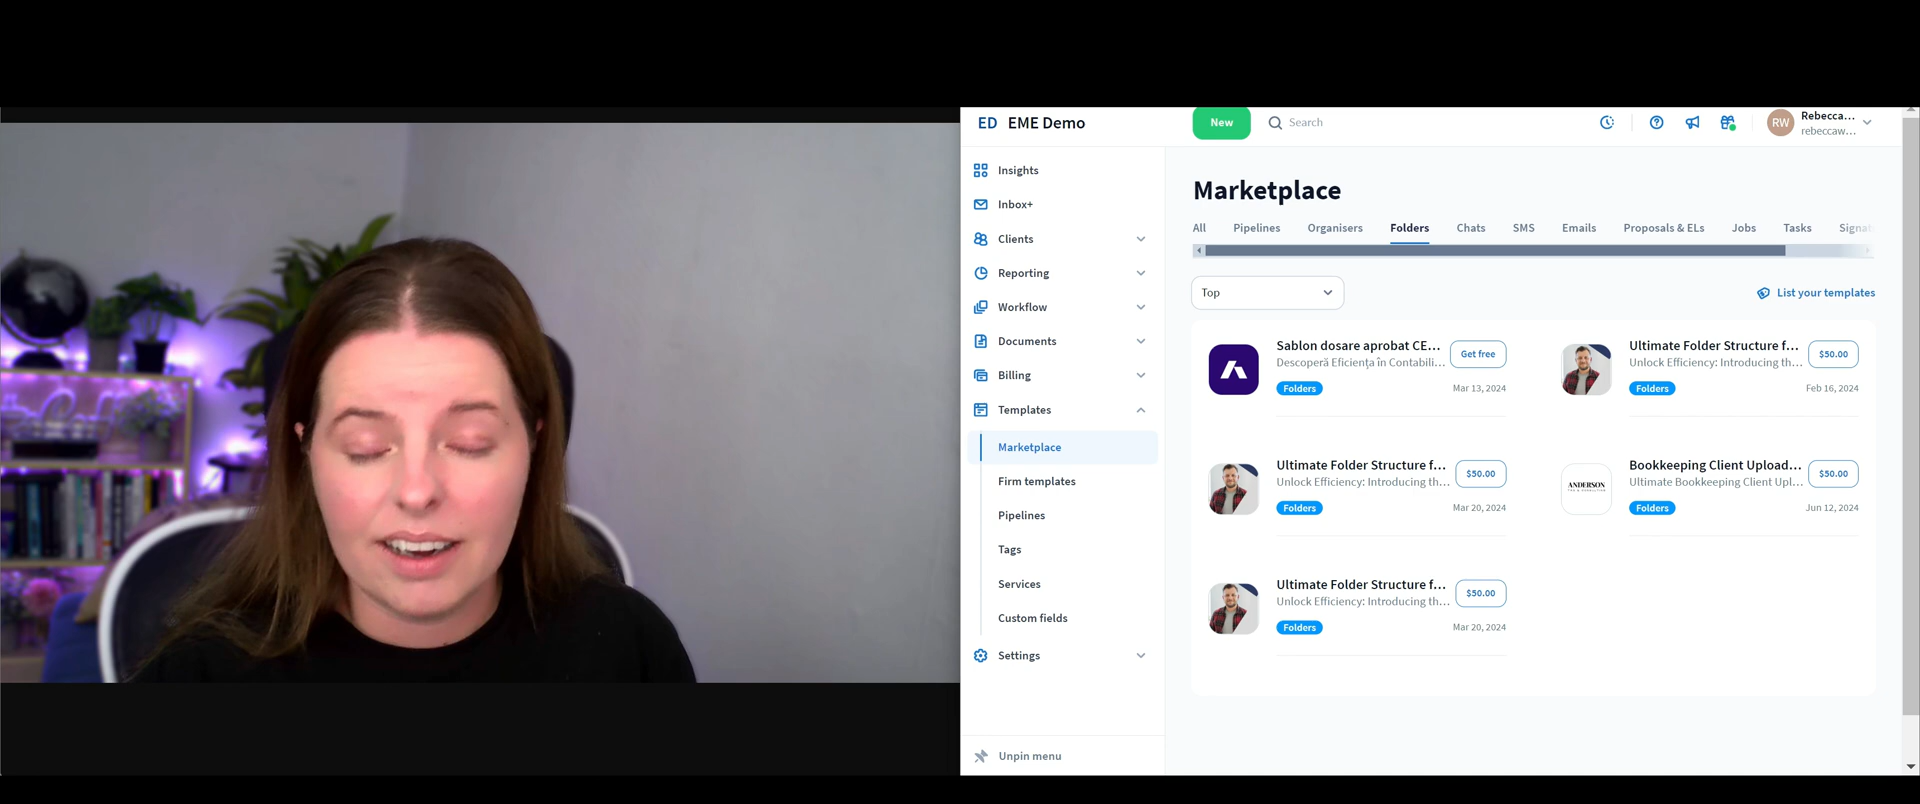 ED EME Demo
New
Search
Rebecca...
RW
rebeccaw...
Insights
Inbox+
Clients
Reporting
Workflow
Documents
Billing
Templates
Marketplace
Firm templates
Pipelines
Tags
Services
Custom fields
Settings
Unpin menu
Marketplace
All Pipelines Organisers Folders Chats SMS Emails Proposals & ELs Jobs Tasks Signat
Top
List your templates
Sablon dosare aprobat CE...
Get free
Descoperă Eficiența în Contabili...
Folders
Mar 13, 2024
Ultimate Folder Structure f...
$50.00
Unlock Efficiency: Introducing th...
Folders
Feb 16, 2024
Ultimate Folder Structure f...
$50.00
Unlock Efficiency: Introducing th...
Folders
Mar 20, 2024
ANDERSON
Bookkeeping Client Upload...
$50.00
Ultimate Bookkeeping Client Upl...
Folders
Jun 12, 2024
Ultimate Folder Structure f...
$50.00
Unlock Efficiency: Introducing th...
Folders
Mar 20, 2024